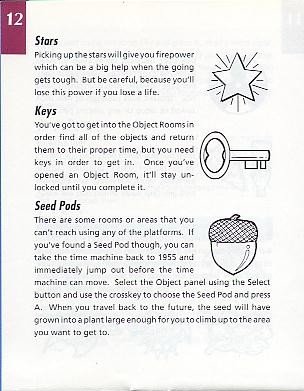 12
Stars
Picking up the stars will give you firepower
which can be a big help when the going
gets tough. But be careful, because you'll
lose this power if you lose a life.
Keys
You've got to get into the Object Rooms in
order find all of the objects and return
them to their proper time, but you need
keys in order to get in. Once you've
opened an Object Room, it'll stay un-
locked until you complete it.
Seed Pods
There are some rooms or areas that you
can't reach using any of the platforms. If
you've found a Seed Pod though, you can
take the time machine back to 1955 and
immediately jump out before the time
machine can move. Select the Object panel using the Select
button and use the crosskey to choose the Seed Pod and press
A. When you travel back to the future, the seed will have
grown into a plant large enough for you to climb up to the area
you want to get to.